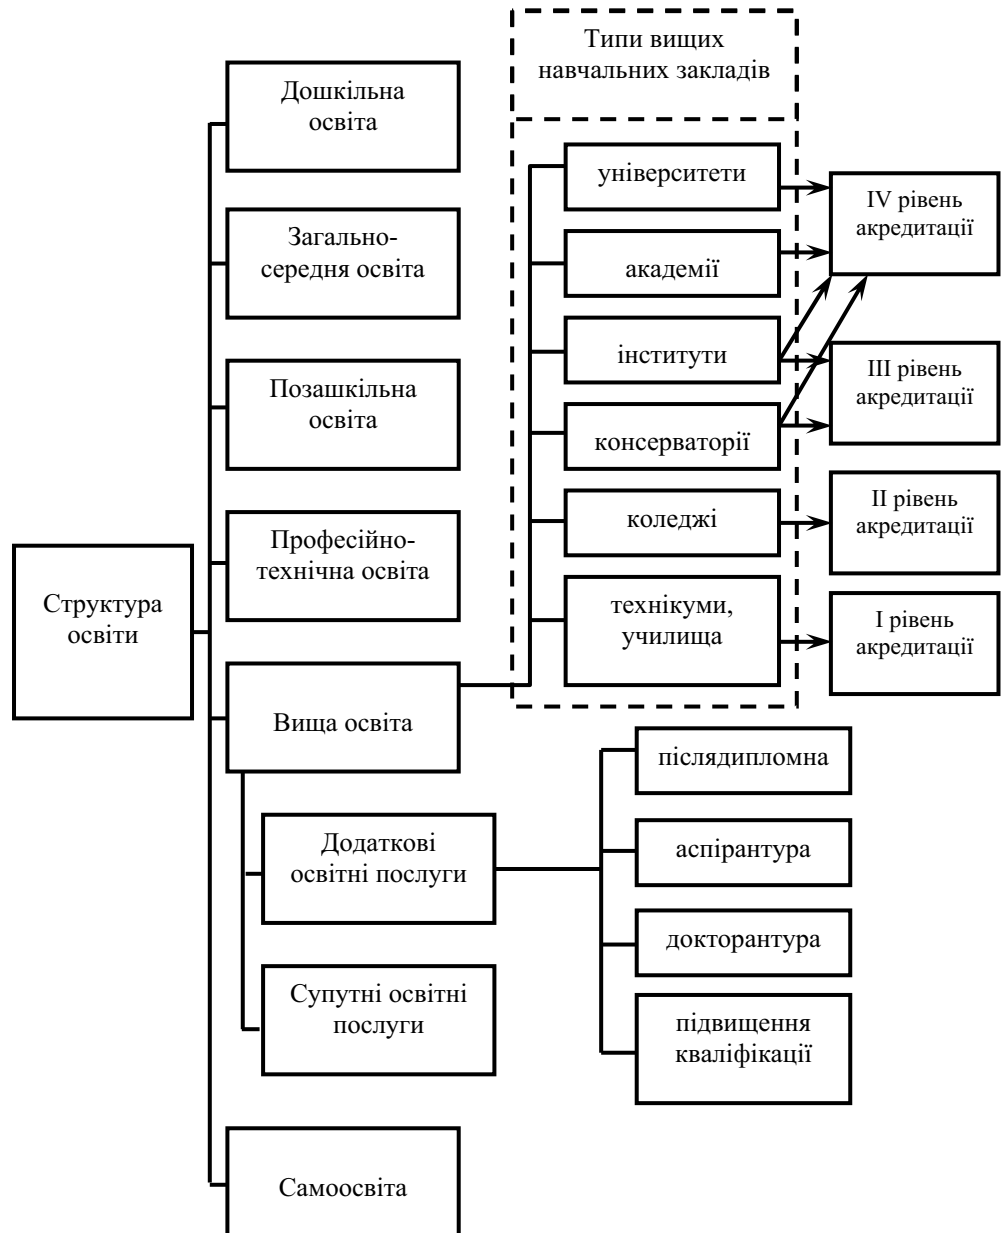 Типи вищих
навчальних закладів
Дошкільна
освіта
Загально-
середня освіта
Позашкільна
освіта
Професійно-
технічна освіта
Структура
освіти
Вища освіта
університети
академії
інститути
консерваторії
коледжі
технікуми,
училища
IV рівень
акредитації
III рівень
акредитації
II рівень
акредитації
I рівень
акредитації
Додаткові
освітні послуги
Супутні освітні
послуги
післядипломна
аспірантура
докторантура
підвищення
кваліфікації
Самоосвіта